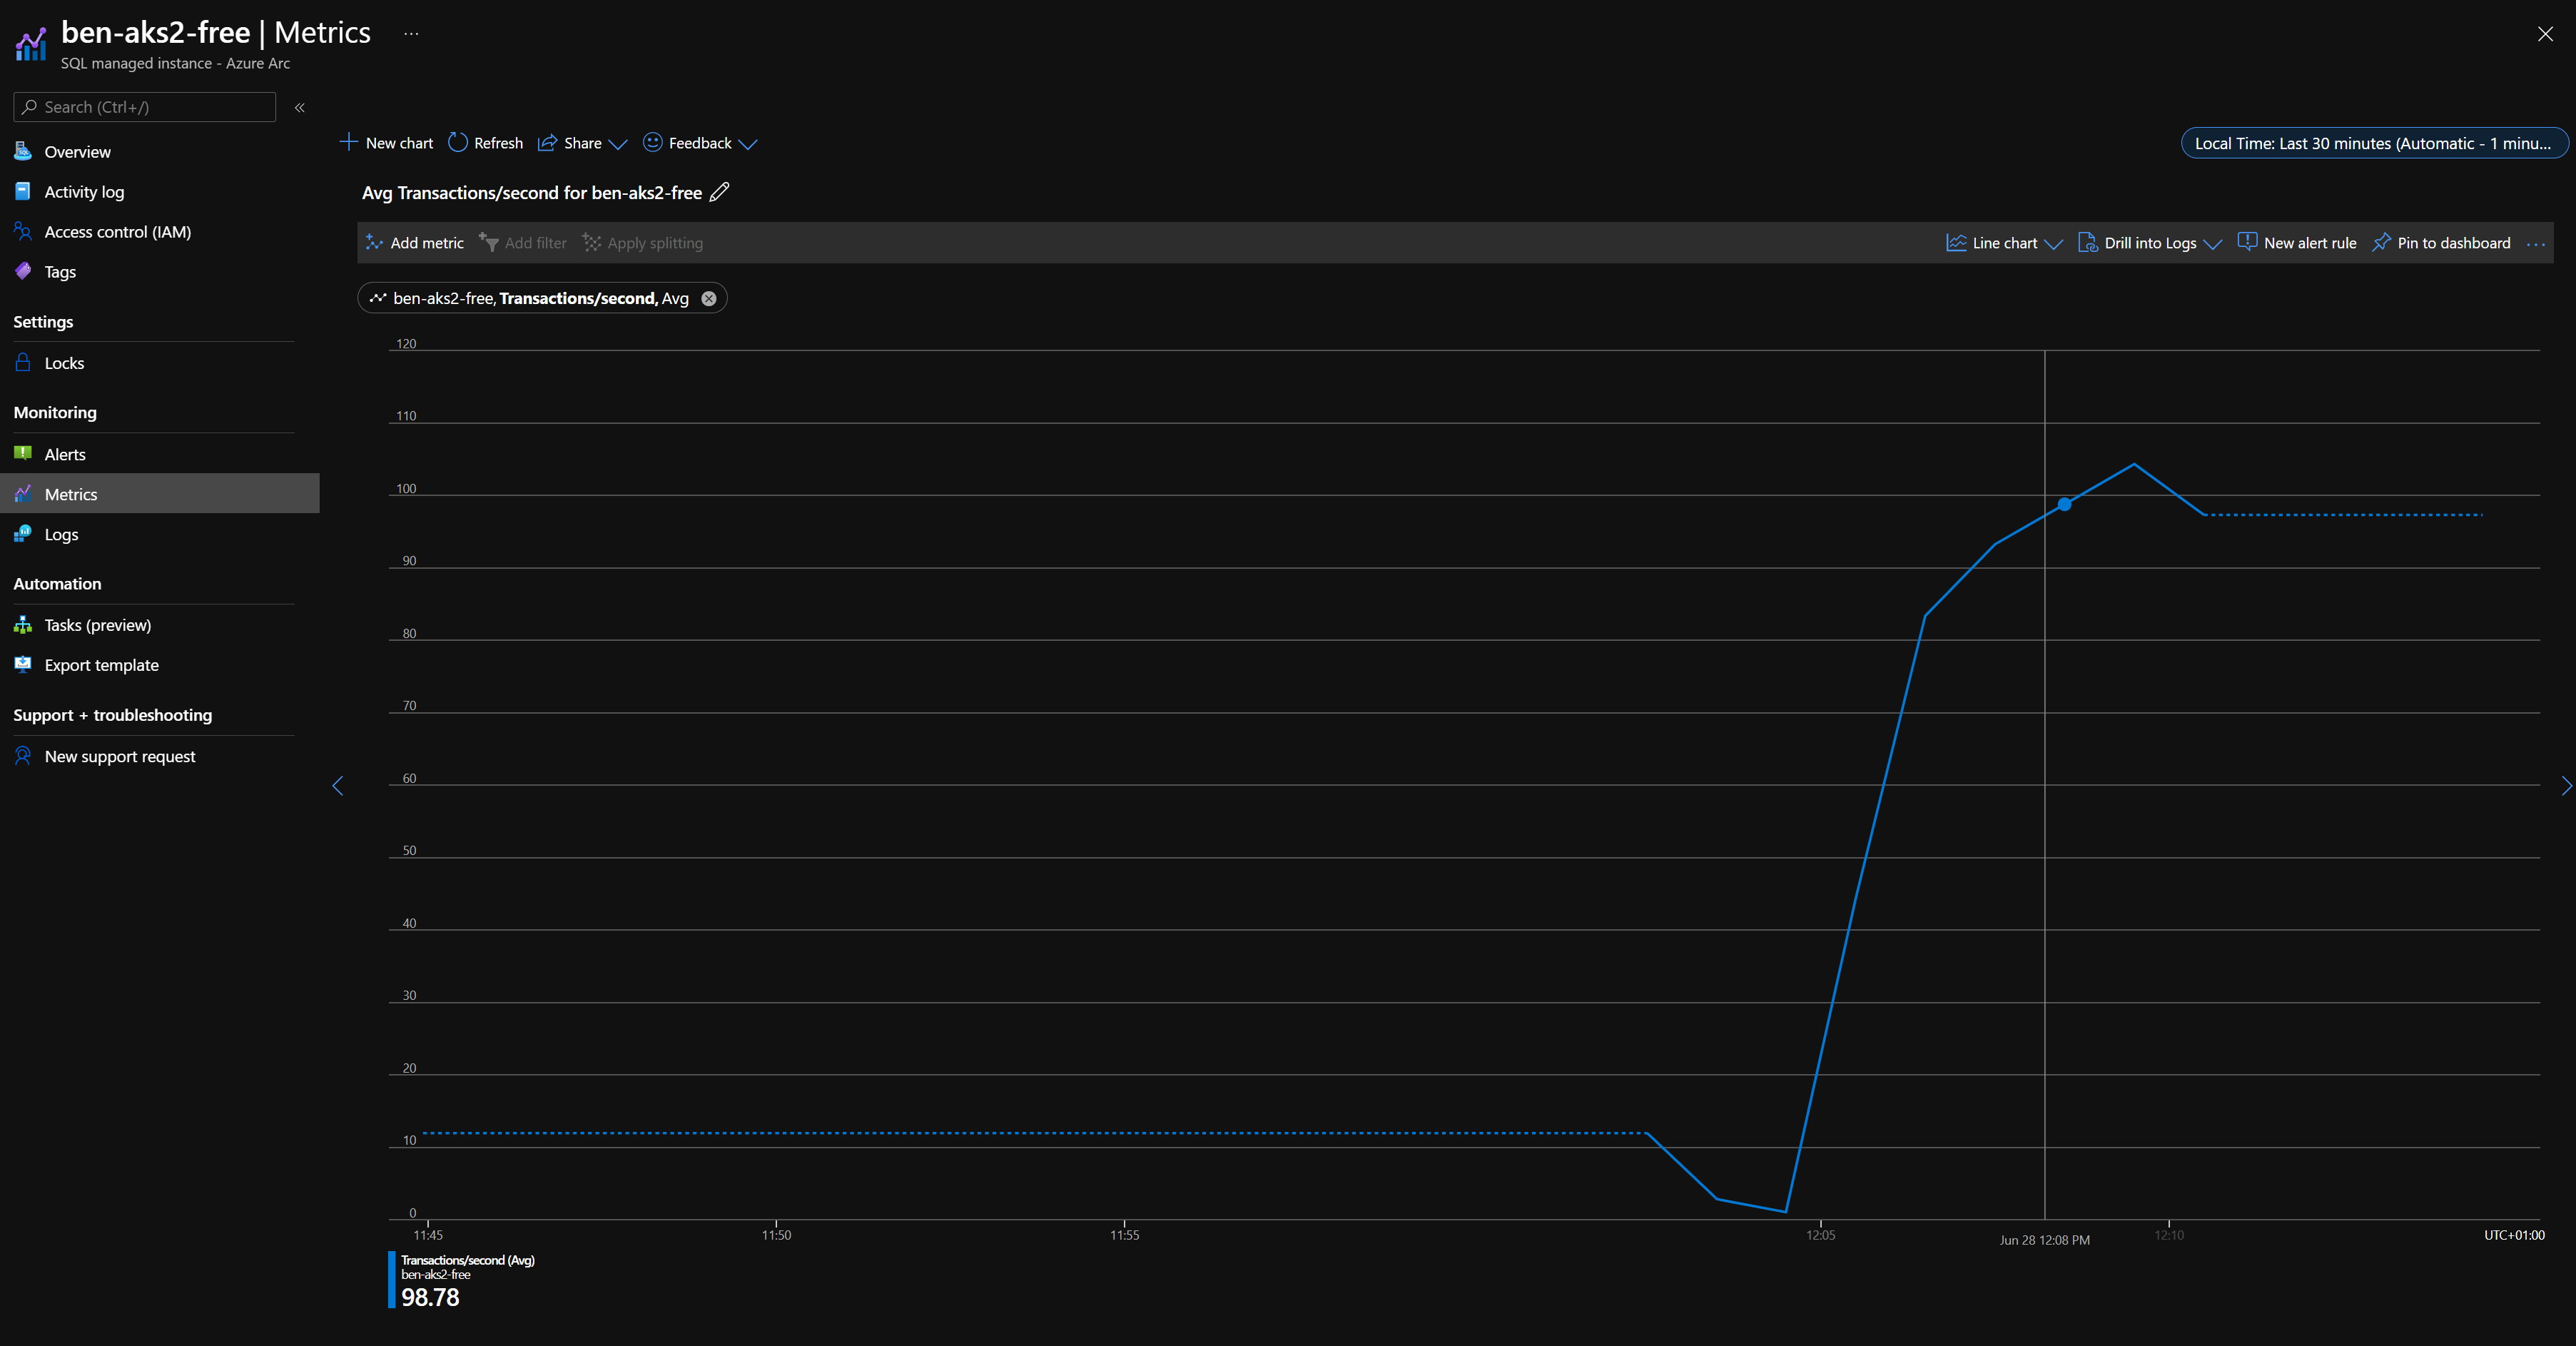 ben-aks2-free | Metrics ...
SQL managed instance - Azure Arc
Search (Ctrl+/)
Overview
Activity log
Access control (IAM)
Tags
Settings
Locks
Monitoring
Alerts
Metrics
Logs
Automation
Tasks (preview)
Export template
Support + troubleshooting
New support request
New chart Refresh Share Feedback
Local Time: Last 30 minutes (Automatic - 1 minu...
Avg Transactions/second for ben-aks2-free
Add metric Add filter Apply splitting Line chart Drill into Logs New alert rule Pin to dashboard ...
ben-aks2-free, Transactions/second, Avg
120
110
100
90
80
70
60
50
40
30
20
10
0
11:45 11:50 11:55 12:05 Jun 28 12:08 PM 12:10 UTC+01:00
Transactions/second (Avg)
ben-aks2-free
98.78